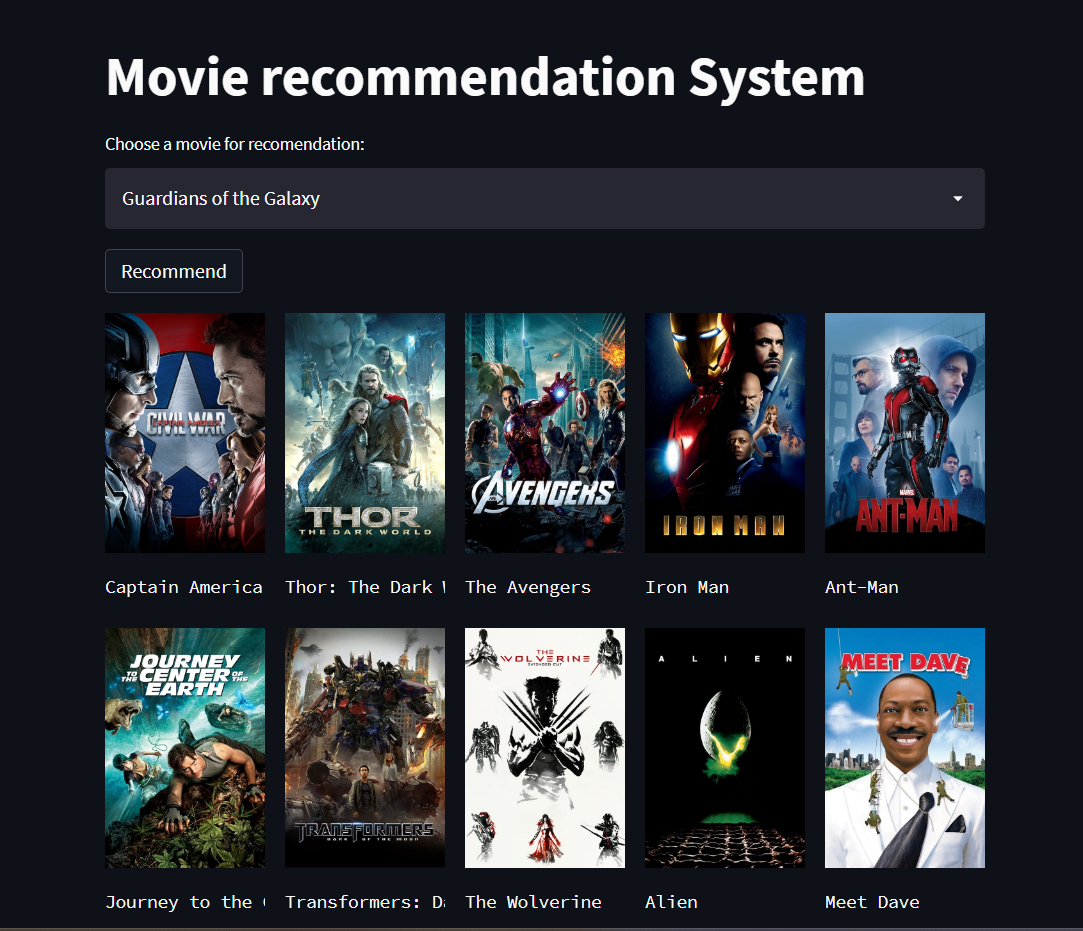 Movie recommendation System
Choose a movie for recomendation:
Guardians of the Galaxy
Recommend
CIVIL WAR
CAPTAIN AMERICA
THOR
THE DARK WORLD
AVENGERS
IRON MAN
MARVEL
ANT-MAN
Captain America
Thor: The Dark
The Avengers
Iron Man
Ant-Man
JOURNEY
TO THE CENTER OF THE
EARTH
TRANSFORMERS
DARK OF THE MOON
THE
WOLVERINE
EXTENDED CUT
ALIEN
MEET DAVE
Journey to the
Transformers: Da
The Wolverine
Alien
Meet Dave